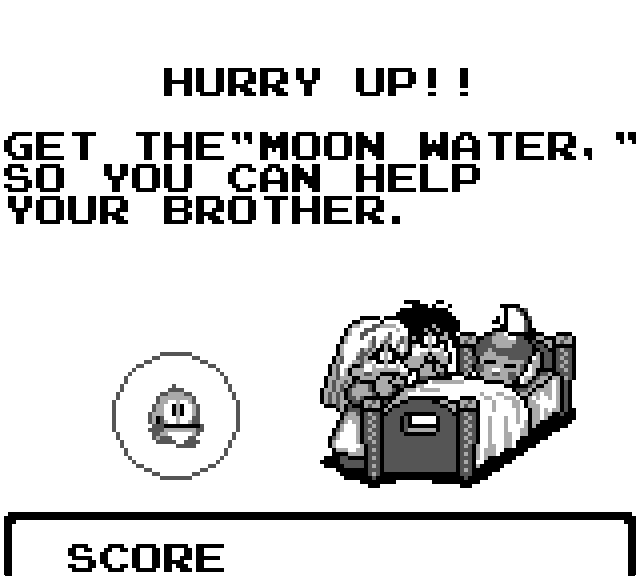 HURRY UP!!
GET THE"MOON WATER,"
SO YOU CAN HELP
YOUR BROTHER.
SCORE